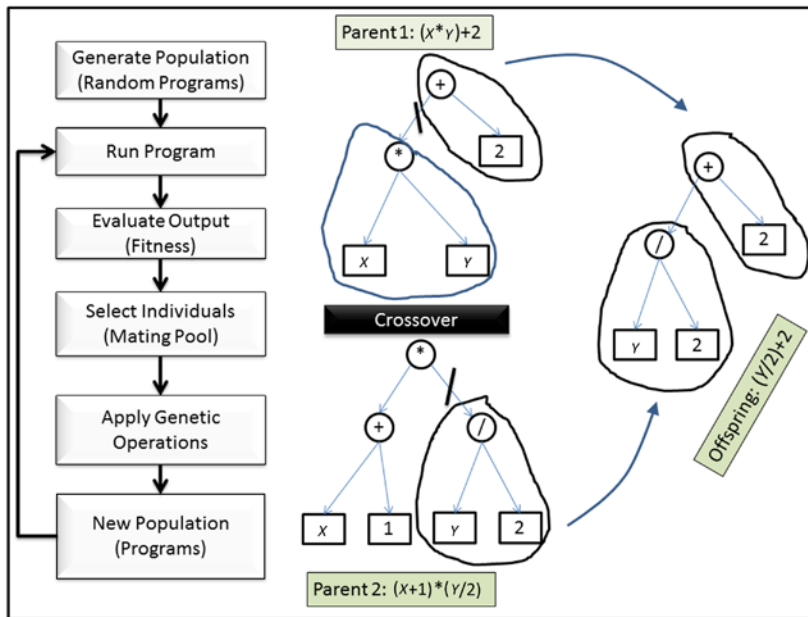 Generate Population
(Random Programs)
Run Program
Evaluate Output
(Fitness)
Select Individuals
(Mating Pool)
Apply Genetic
Operations
New Population
(Programs)
Parent 1: (X*Y)+2
+
*
2
X
Y
Crossover
*
+
/
X
1
Y
2
Parent 2: (X+1)*(Y/2)
+
/
2
Y
2
Offspring: (Y/2)+2